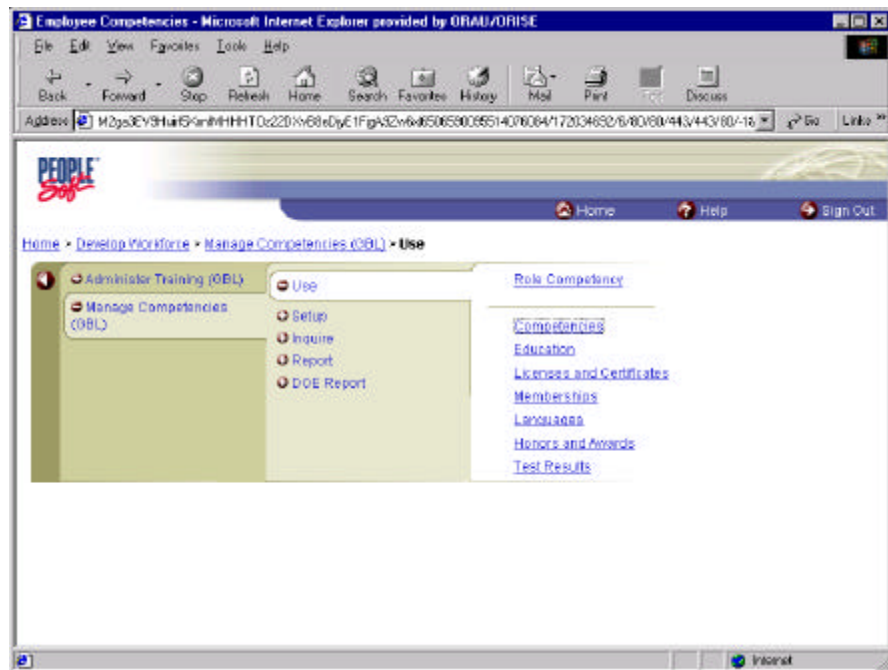 Employee Competencies - Microsoft Internet Explorer provided by ORAU/ORISE
File Edit View Favorites Tools Help
Back Forward Stop Refresh Home Search Favorites History Mail Print Edit Discuss
Address Go Links »
PEOPLE
Soft
Home Help Sign Out
Home > Develop Workforce > Manage Competencies (GBL) > Use
Administer Training (GBL)
Manage Competencies
(GBL)
Use
Setup
Inquire
Report
DOE Report
Role Competency
Competencies
Education
Licenses and Certificates
Memberships
Languages
Honors and Awards
Test Results
Internet